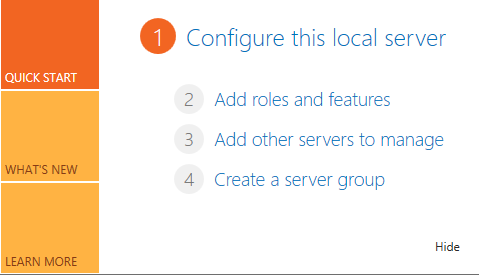 1 Configure this local server
QUICK START
2 Add roles and features
3 Add other servers to manage
WHAT'S NEW
4 Create a server group
Hide
LEARN MORE